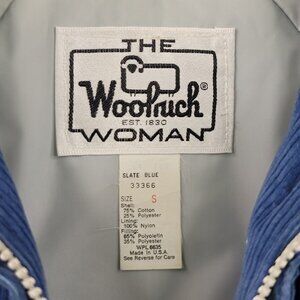 THE
Woolrich®
EST. 1830
WOMAN
SLATE BLUE
33366
SIZE S
Shell:
75% Cotton
25% Polyester
Lining:
100% Nylon
Filling:
65% Polyolefin
35% Polyester
WPL 6635
Made in U.S.A.
See Reverse for Care